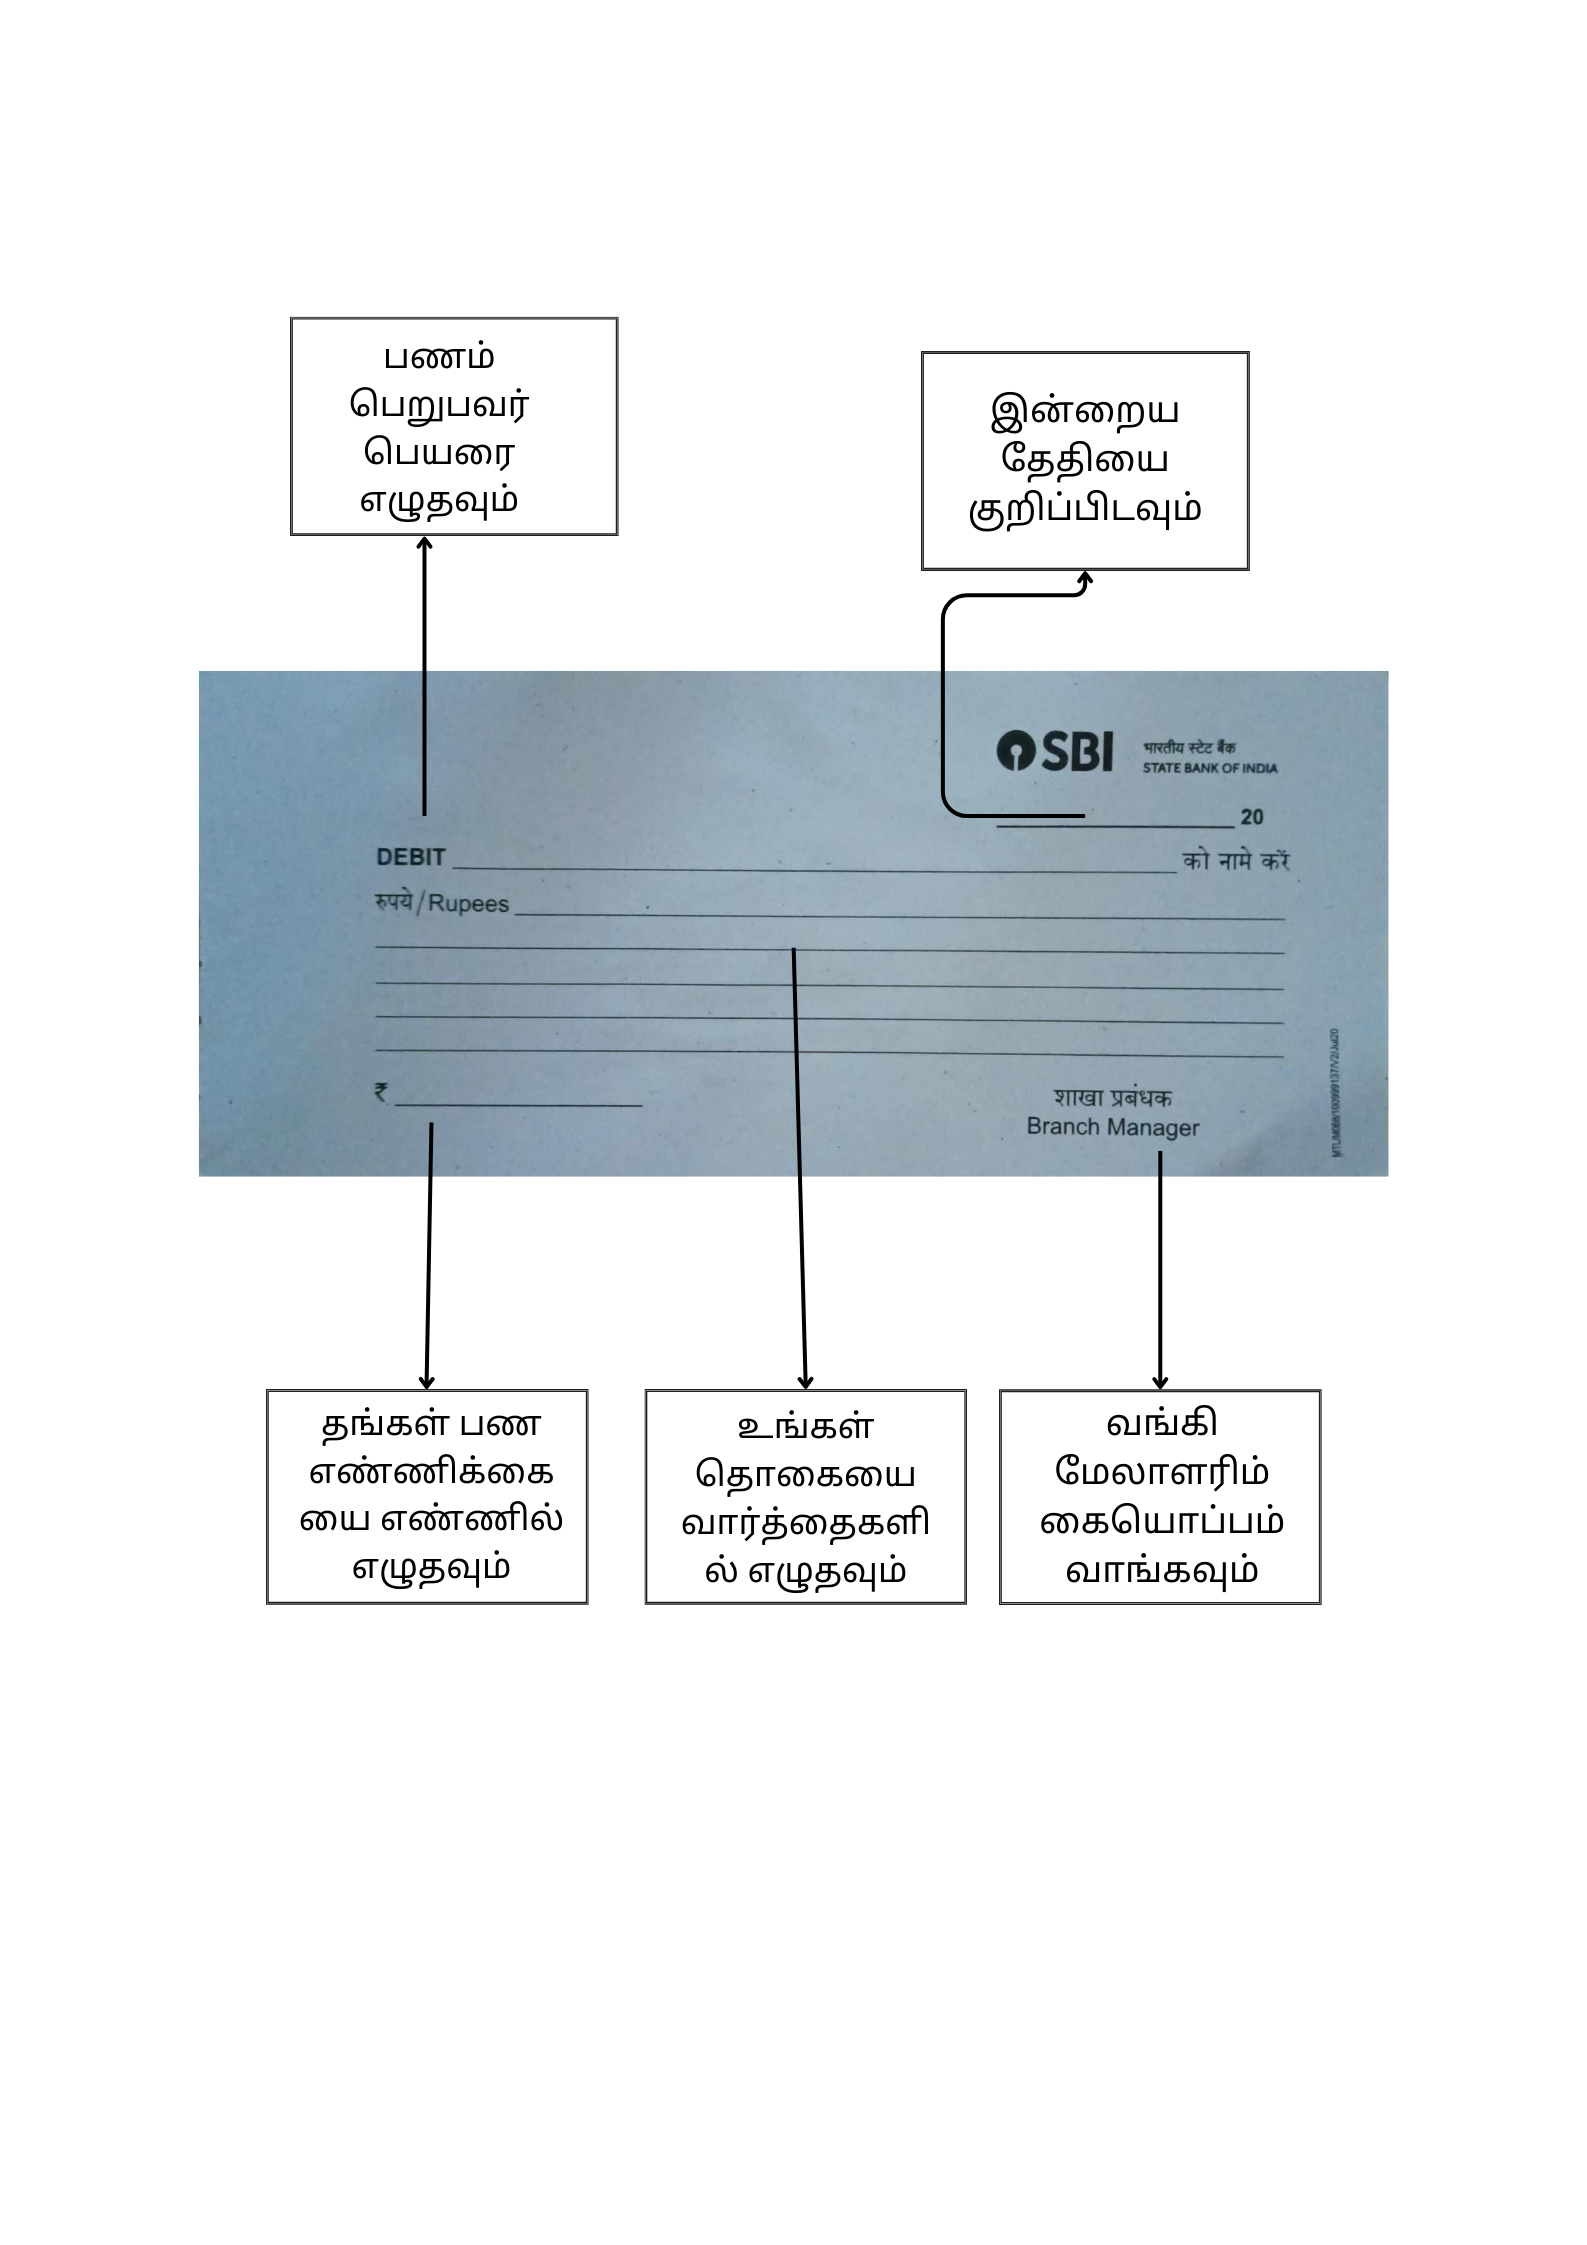 பணம்
பெறுபவர்
பெயரை
எழுதவும்
இன்றைய
தேதியை
குறிப்பிடவும்
SBI भारतीय स्टेट बैंक
STATE BANK OF INDIA
20
DEBIT को नामे करें
रुपये/Rupees
₹
शाखा प्रबंधक
Branch Manager
தங்கள் பண
எண்ணிக்கை
யை எண்ணில்
எழுதவும்
உங்கள்
தொகையை
வார்த்தைகளி
ல் எழுதவும்
வங்கி
மேலாளரிம்
கையொப்பம்
வாங்கவும்